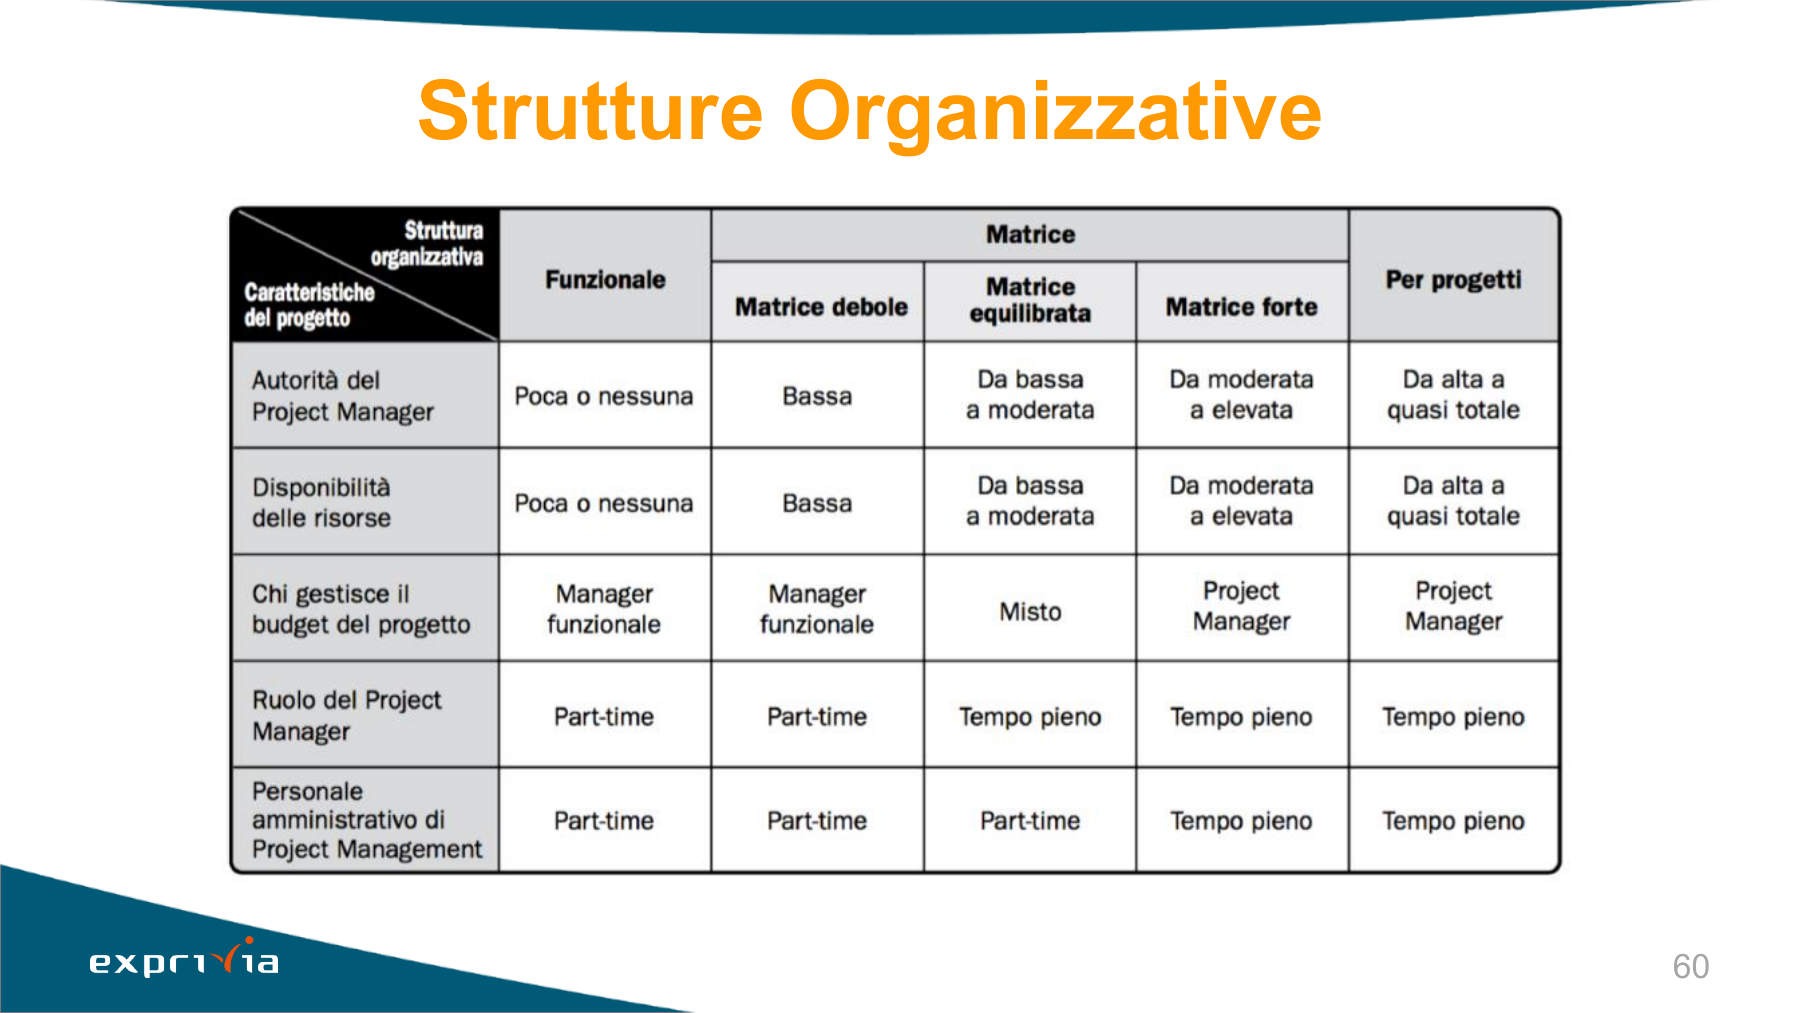 Strutture Organizzative
Struttura
organizzativa
Caratteristiche
del progetto
Funzionale
Matrice
Matrice debole
Matrice
equilibrata
Matrice forte
Per progetti
Autorità del
Project Manager
Poca o nessuna
Bassa
Da bassa
a moderata
Da moderata
a elevata
Da alta a
quasi totale
Disponibilità
delle risorse
Poca o nessuna
Bassa
Da bassa
a moderata
Da moderata
a elevata
Da alta a
quasi totale
Chi gestisce il
budget del progetto
Manager
funzionale
Manager
funzionale
Misto
Project
Manager
Project
Manager
Ruolo del Project
Manager
Part-time
Part-time
Tempo pieno
Tempo pieno
Tempo pieno
Personale
amministrativo di
Project Management
Part-time
Part-time
Part-time
Tempo pieno
Tempo pieno
exprivia
60